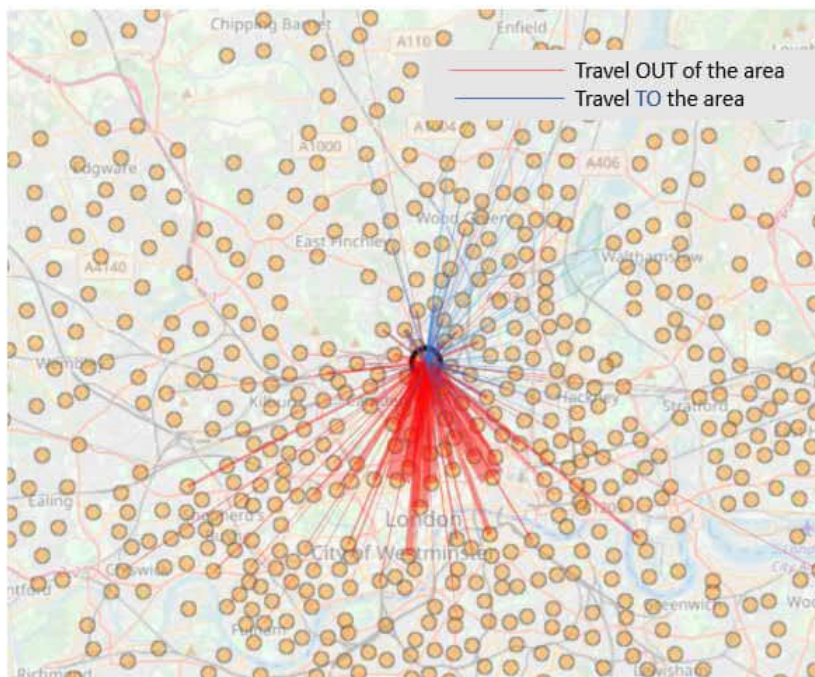 Chipping Barnet
Enfield
A110
Travel OUT of the area
Travel TO the area
A1000
A406
Edgware
Wood Green
East Finchley
Walthamstow
A4140
Wembley
Kilburn
Hackney
Stratford
Ealing
London
City of Westminster
Chiswick
Greenwich
Fulham
Richmond
Lewisham